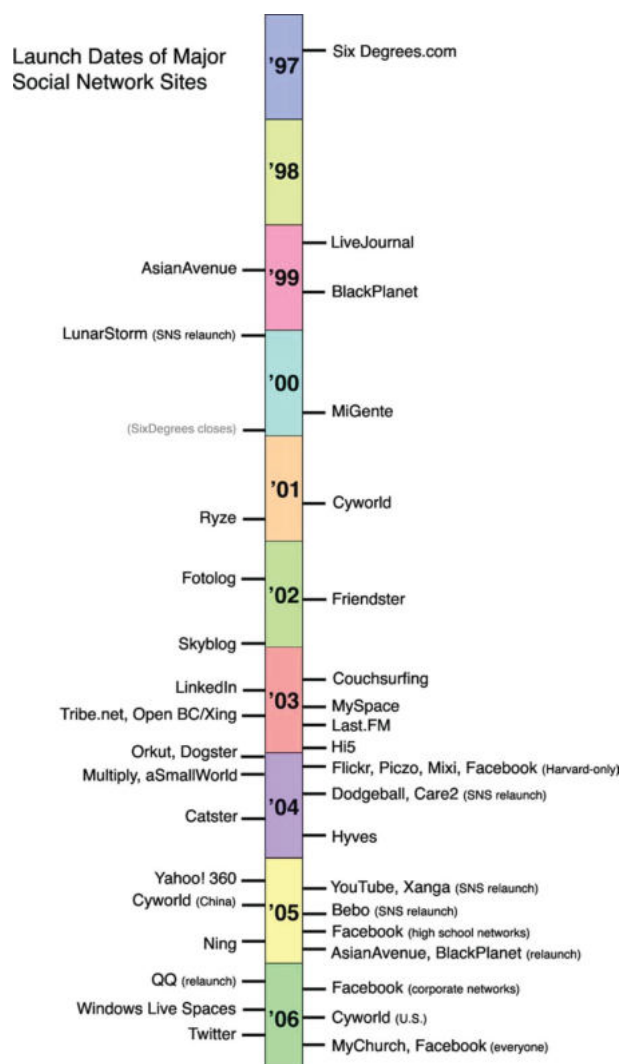 Launch Dates of Major
Social Network Sites
'97
Six Degrees.com
'98
LiveJournal
AsianAvenue
'99
BlackPlanet
LunarStorm (SNS relaunch)
'00
MiGente
(SixDegrees closes)
'01
Cyworld
Ryze
Fotolog
'02
Friendster
Skyblog
Couchsurfing
LinkedIn
'03
MySpace
Tribe.net, Open BC/Xing
Last.FM
Hi5
Orkut, Dogster
Flickr, Piczo, Mixi, Facebook (Harvard-only)
Multiply, aSmallWorld
Dodgeball, Care2 (SNS relaunch)
'04
Catster
Hyves
Yahoo! 360
YouTube, Xanga (SNS relaunch)
Cyworld (China)
'05
Bebo (SNS relaunch)
Facebook (high school networks)
Ning
AsianAvenue, BlackPlanet (relaunch)
QQ (relaunch)
Facebook (corporate networks)
Windows Live Spaces
'06
Cyworld (U.S.)
Twitter
MyChurch, Facebook (everyone)